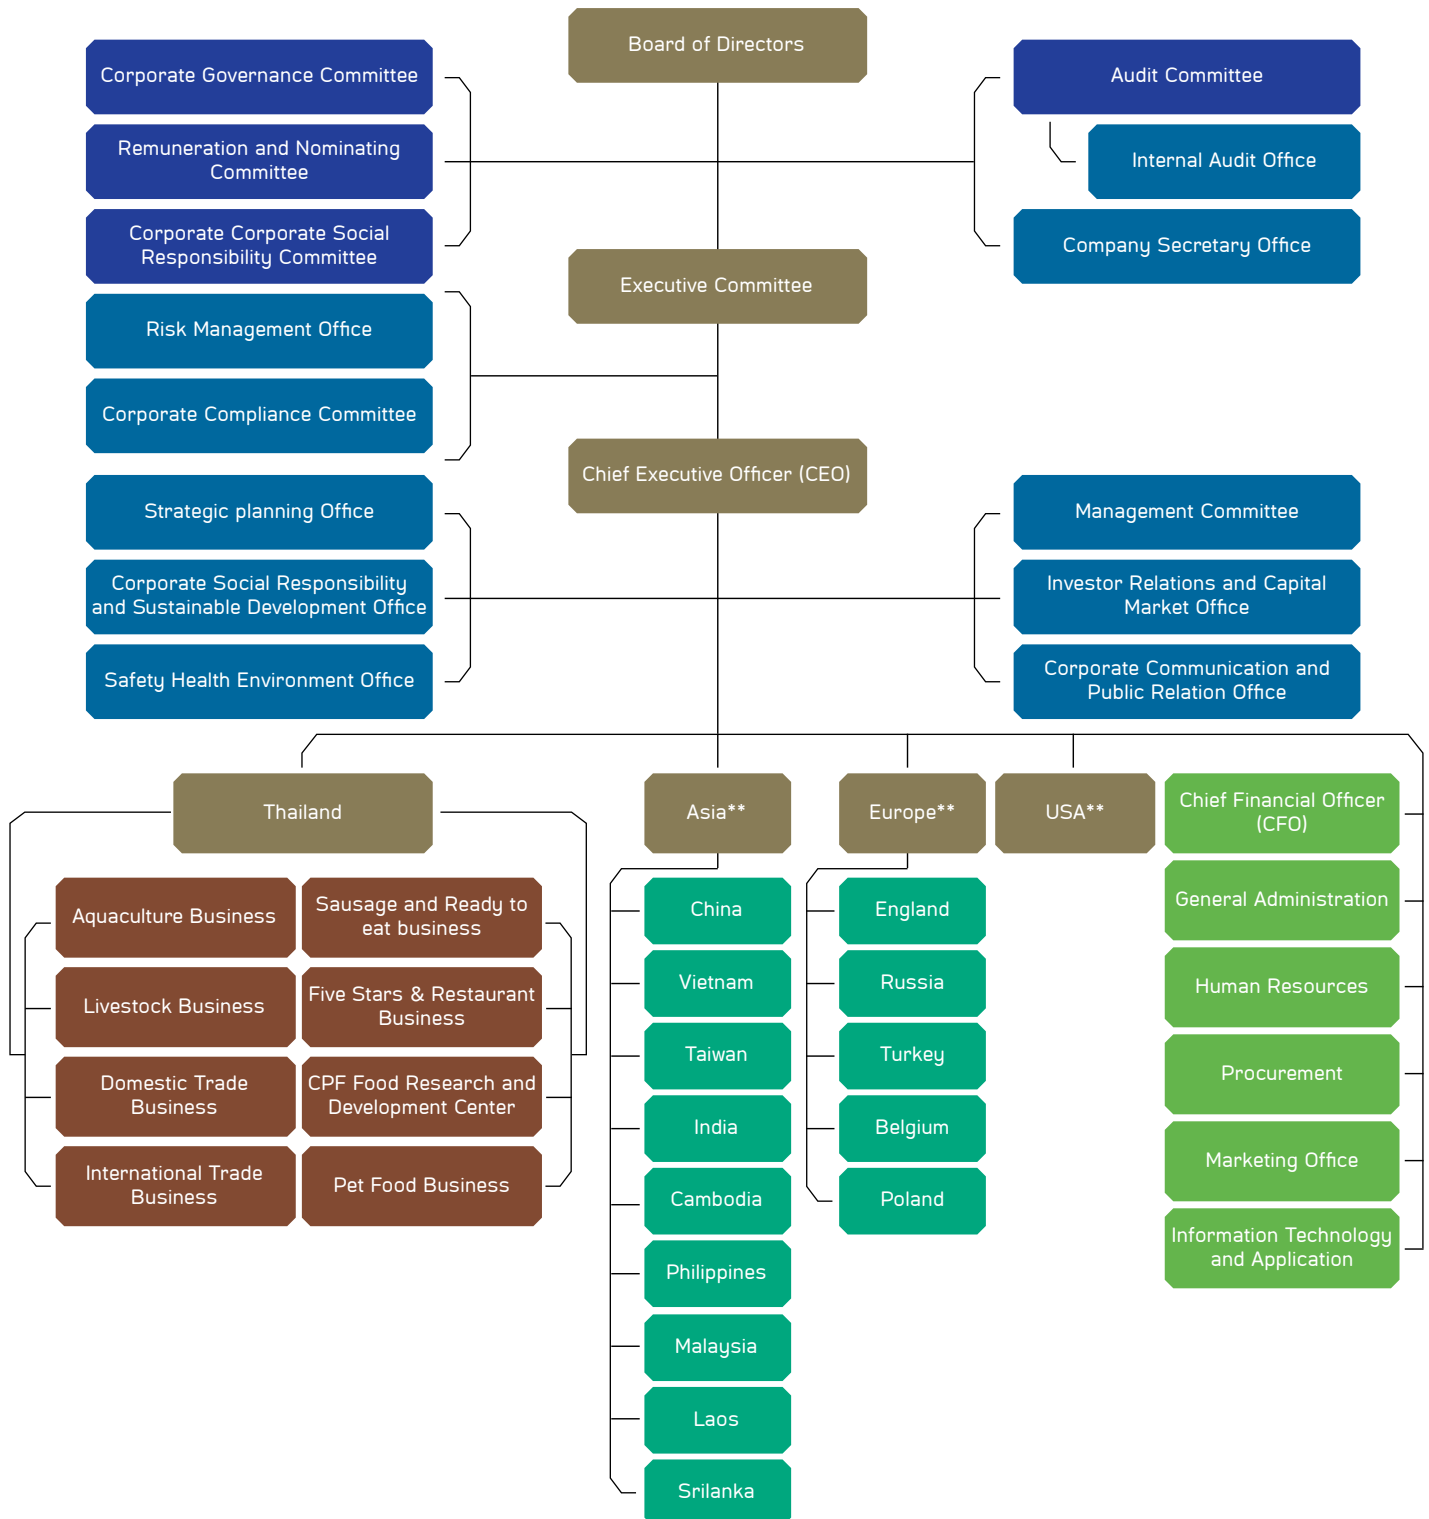 Board of Directors
Corporate Governance Committee
Audit Committee
Remuneration and Nominating
Committee
Internal Audit Office
Corporate Corporate Social
Responsibility Committee
Company Secretary Office
Executive Committee
Risk Management Office
Corporate Compliance Committee
Chief Executive Officer (CEO)
Strategic planning Office
Management Committee
Corporate Social Responsibility
and Sustainable Development Office
Investor Relations and Capital
Market Office
Safety Health Environment Office
Corporate Communication and
Public Relation Office
Thailand
Aquaculture Business
Sausage and Ready to
eat business
Livestock Business
Five Stars & Restaurant
Business
Domestic Trade
Business
CPF Food Research and
Development Center
International Trade
Business
Pet Food Business
Asia**
China
Vietnam
Taiwan
India
Cambodia
Philippines
Malaysia
Laos
Srilanka
Europe**
England
Russia
Turkey
Belgium
Poland
USA**
Chief Financial Officer
(CFO)
General Administration
Human Resources
Procurement
Marketing Office
Information Technology
and Application